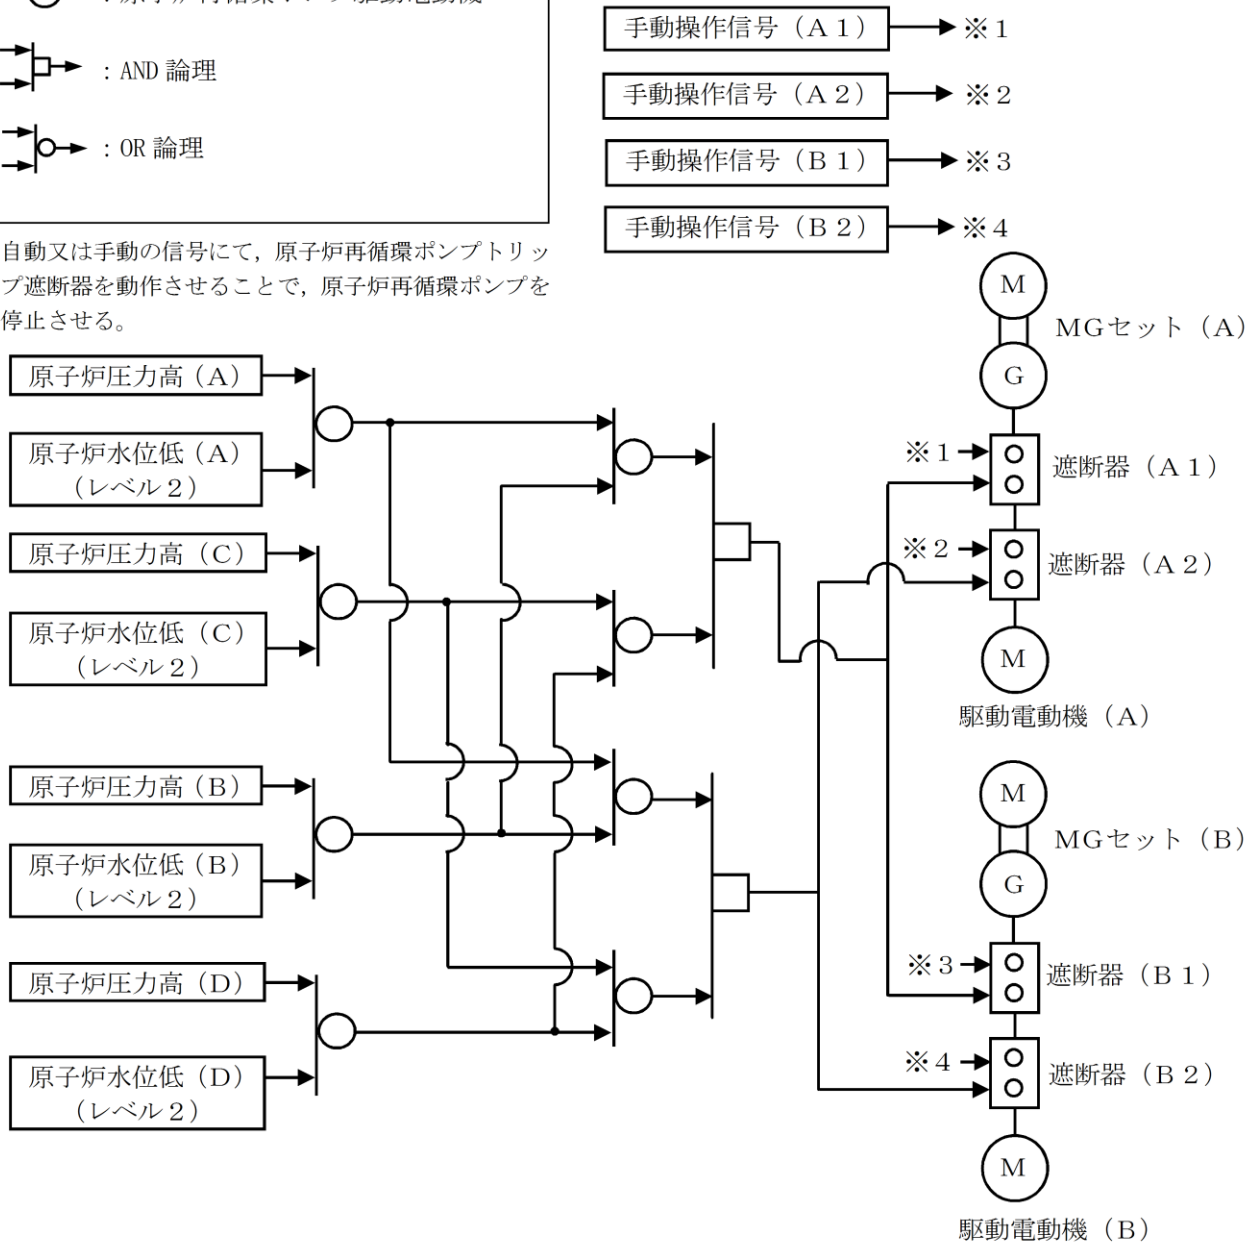 ：AND 論理
：OR 論理
自動又は手動の信号にて，原子炉再循環ポンプトリッ
プ遮断器を動作させることで，原子炉再循環ポンプを
停止させる。
手動操作信号（A１）
※１
手動操作信号（A２）
※２
手動操作信号（B１）
※３
手動操作信号（B２）
※４
原子炉圧力高（A）
原子炉水位低（A）
（レベル２）
原子炉圧力高（C）
原子炉水位低（C）
（レベル２）
原子炉圧力高（B）
原子炉水位低（B）
（レベル２）
原子炉圧力高（D）
原子炉水位低（D）
（レベル２）
M
MGセット（A）
G
※１
遮断器（A１）
※２
遮断器（A２）
M
駆動電動機（A）
M
MGセット（B）
G
※３
遮断器（B１）
※４
遮断器（B２）
M
駆動電動機（B）